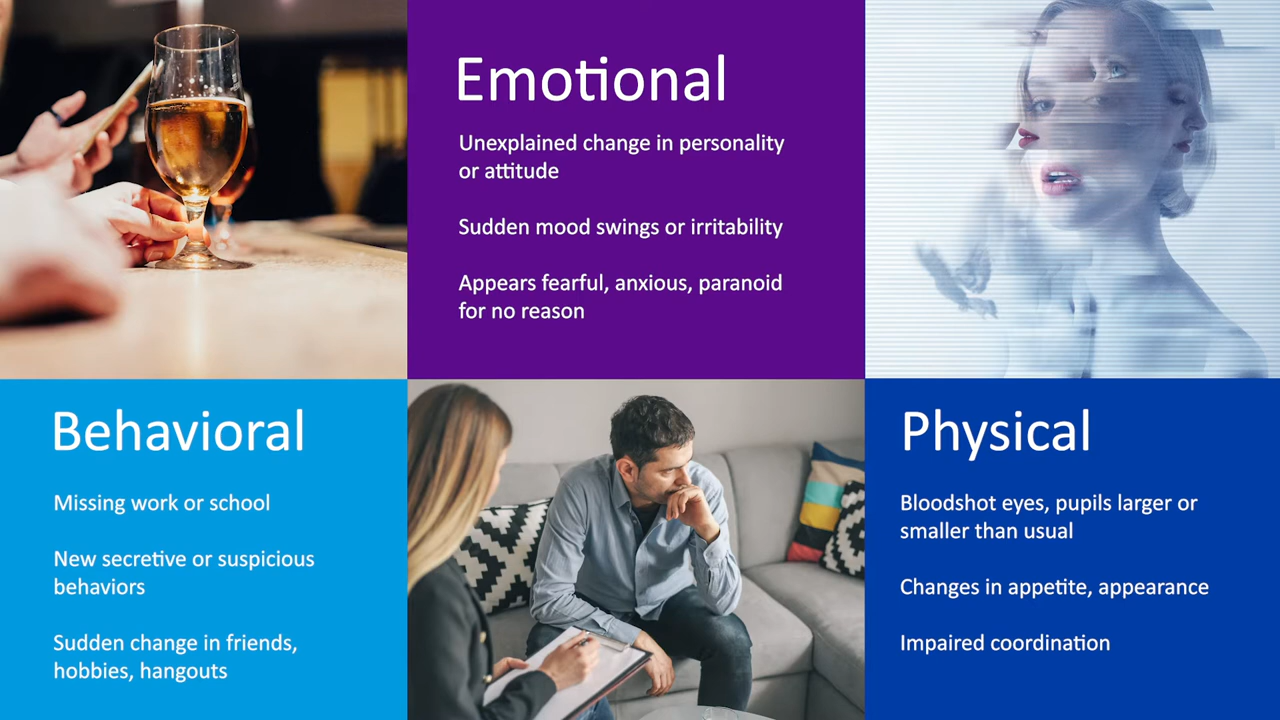 Emotional
Unexplained change in personality
or attitude
Sudden mood swings or irritability
Appears fearful, anxious, paranoid
for no reason
Behavioral
Missing work or school
New secretive or suspicious
behaviors
Sudden change in friends,
hobbies, hangouts
Physical
Bloodshot eyes, pupils larger or
smaller than usual
Changes in appetite, appearance
Impaired coordination